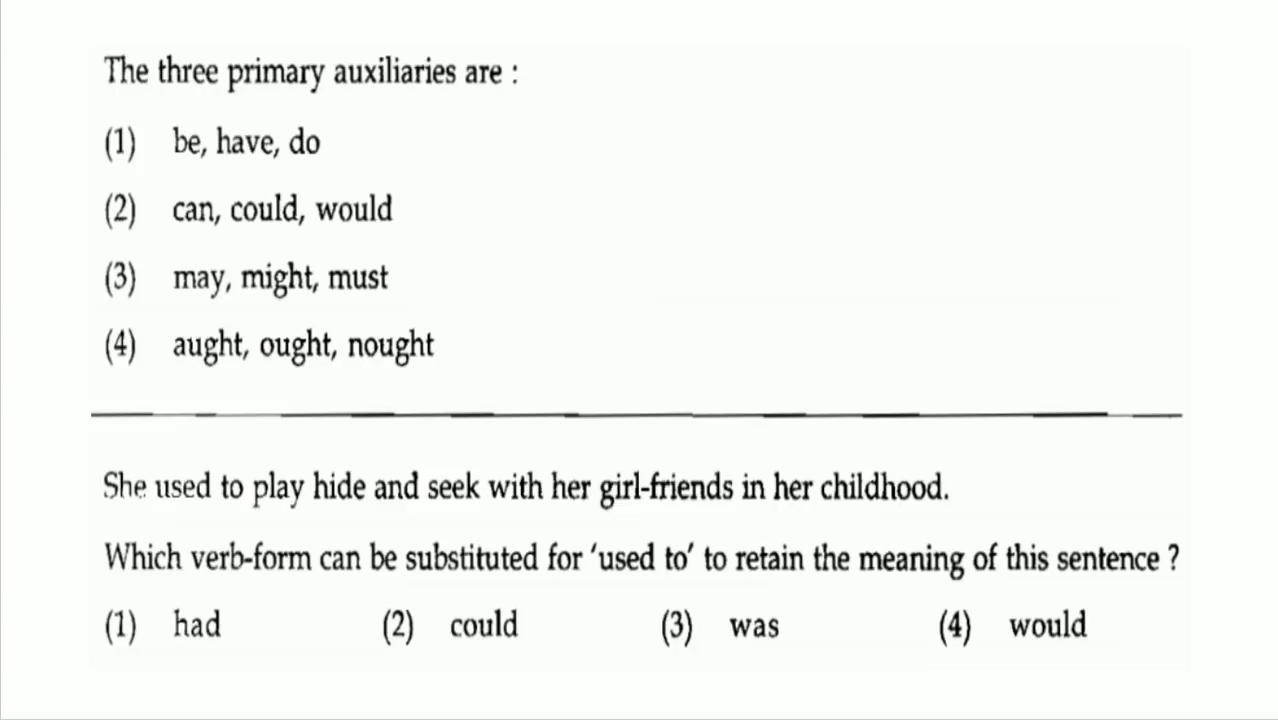 The three primary auxiliaries are :
(1) be, have, do
(2) can, could, would
(3) may, might, must
(4) aught, ought, nought
She used to play hide and seek with her girl-friends in her childhood.
Which verb-form can be substituted for ‘used to’ to retain the meaning of this sentence ?
(1) had (2) could (3) was (4) would